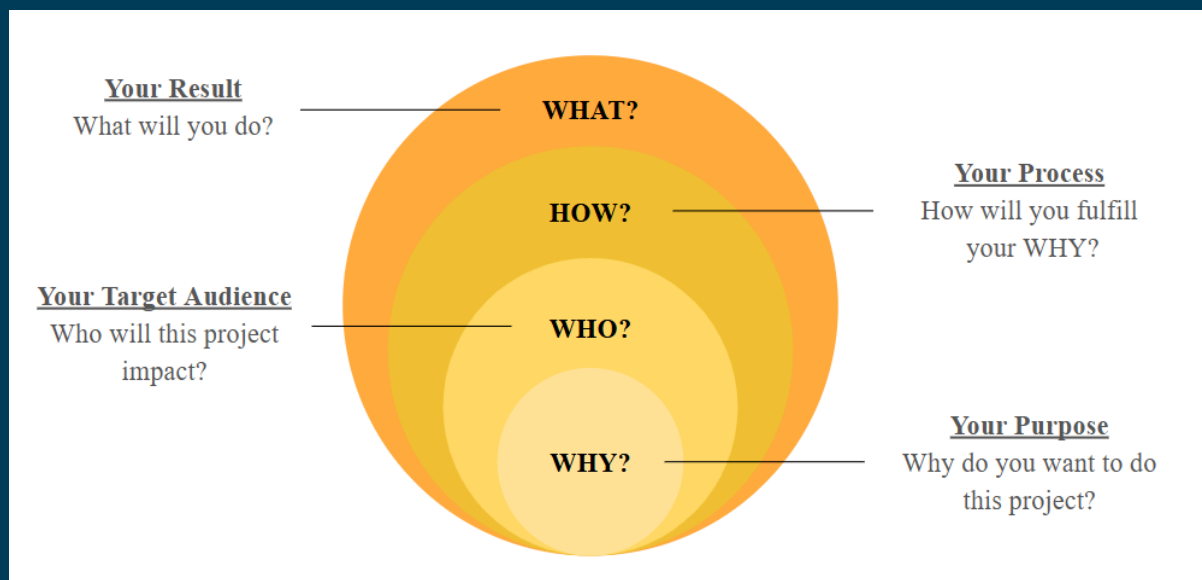 Your Result
What will you do?
WHAT?
Your Process
How will you fulfill
your WHY?
HOW?
Your Target Audience
Who will this project
impact?
WHO?
Your Purpose
Why do you want to do
this project?
WHY?